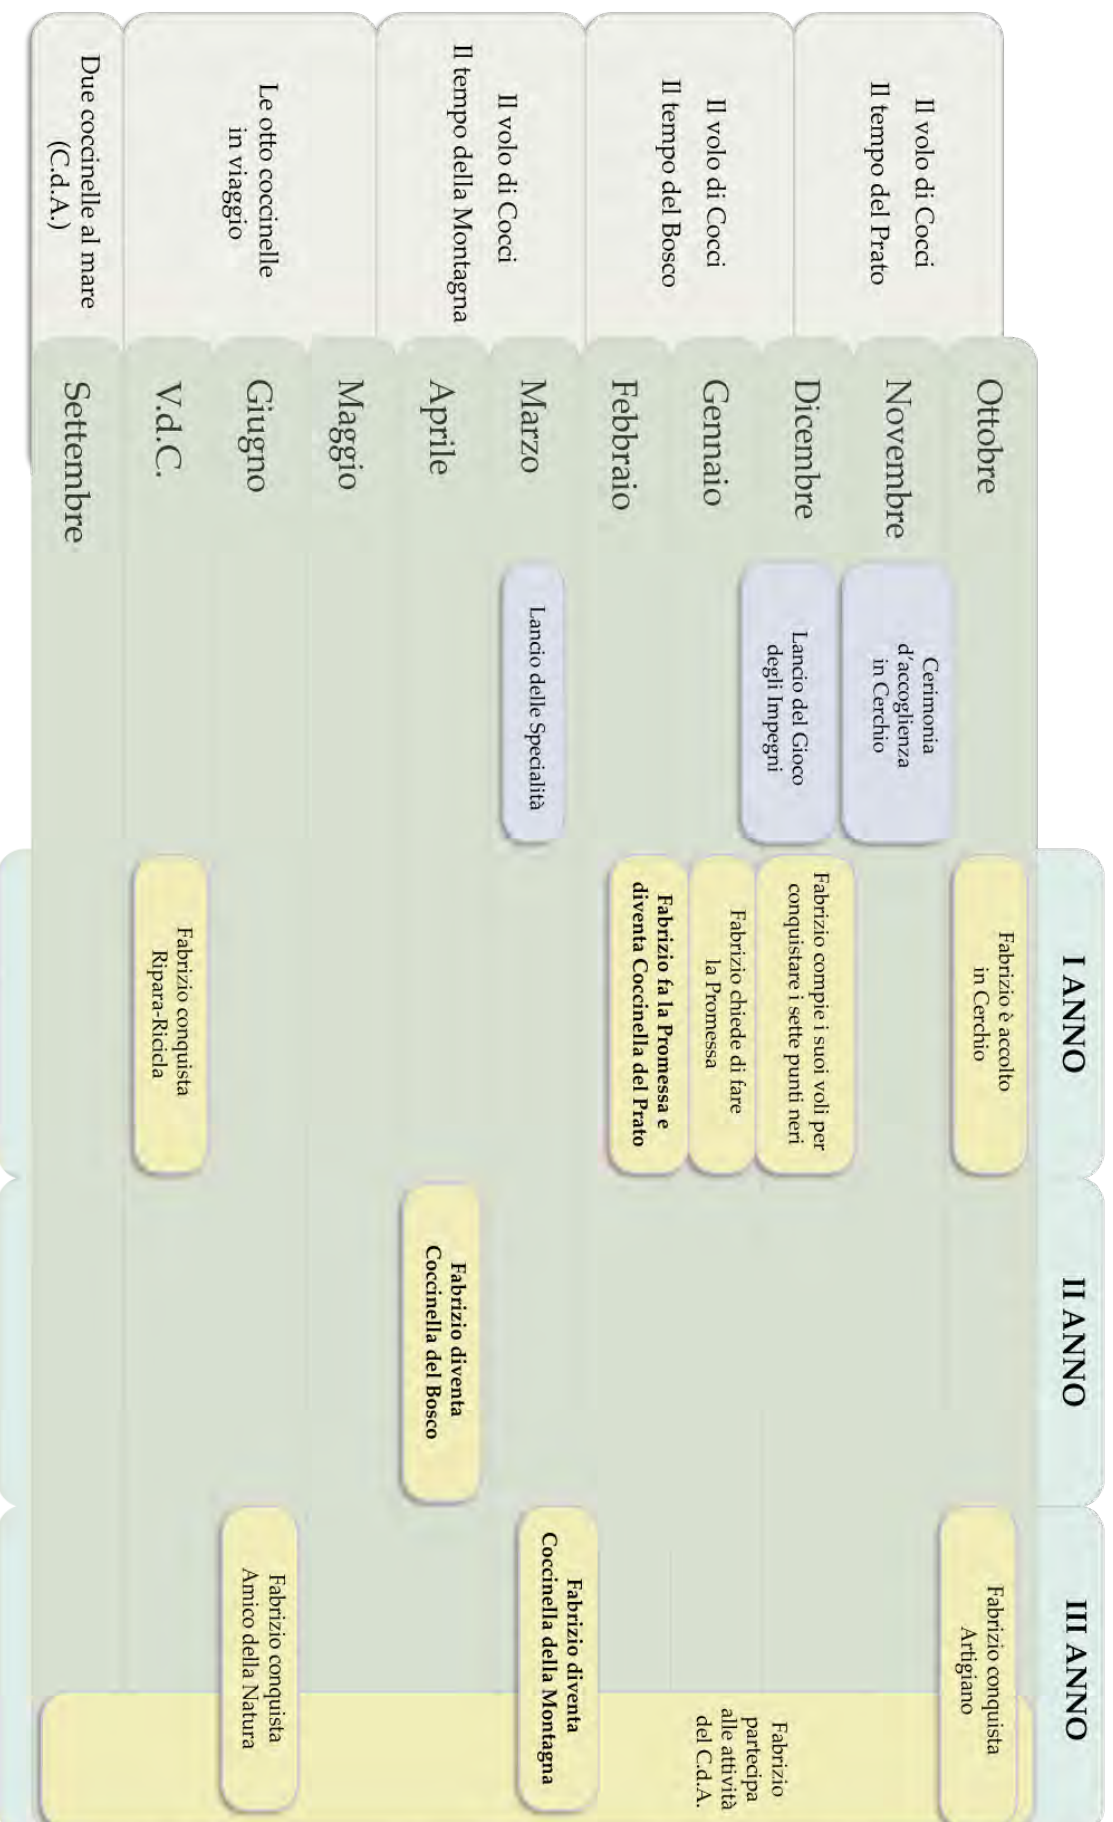 I ANNO
II ANNO
III ANNO
Il volo di Cocci
Il tempo del Prato
Il volo di Cocci
Il tempo del Bosco
Il volo di Cocci
Il tempo della Montagna
Le otto coccinelle
in viaggio
Due coccinelle al mare
(C.d.A.)
Ottobre
Novembre
Dicembre
Gennaio
Febbraio
Marzo
Aprile
Maggio
Giugno
V.d.C.
Settembre
Cerimonia
d'accoglienza
in Cerchio
Lancio del Gioco
degli Impegni
Lancio delle Specialità
Fabrizio è accolto
in Cerchio
Fabrizio compie i suoi voli per
conquistare i sette punti neri
Fabrizio chiede di fare
la Promessa
Fabrizio fa la Promessa e
diventa Coccinella del Prato
Fabrizio conquista
Ripara-Ricicla
Fabrizio diventa
Coccinella del Bosco
Fabrizio conquista
Artigiano
Fabrizio
partecipa
alle attività
del C.d.A.
Fabrizio diventa
Coccinella della Montagna
Fabrizio conquista
Amico della Natura